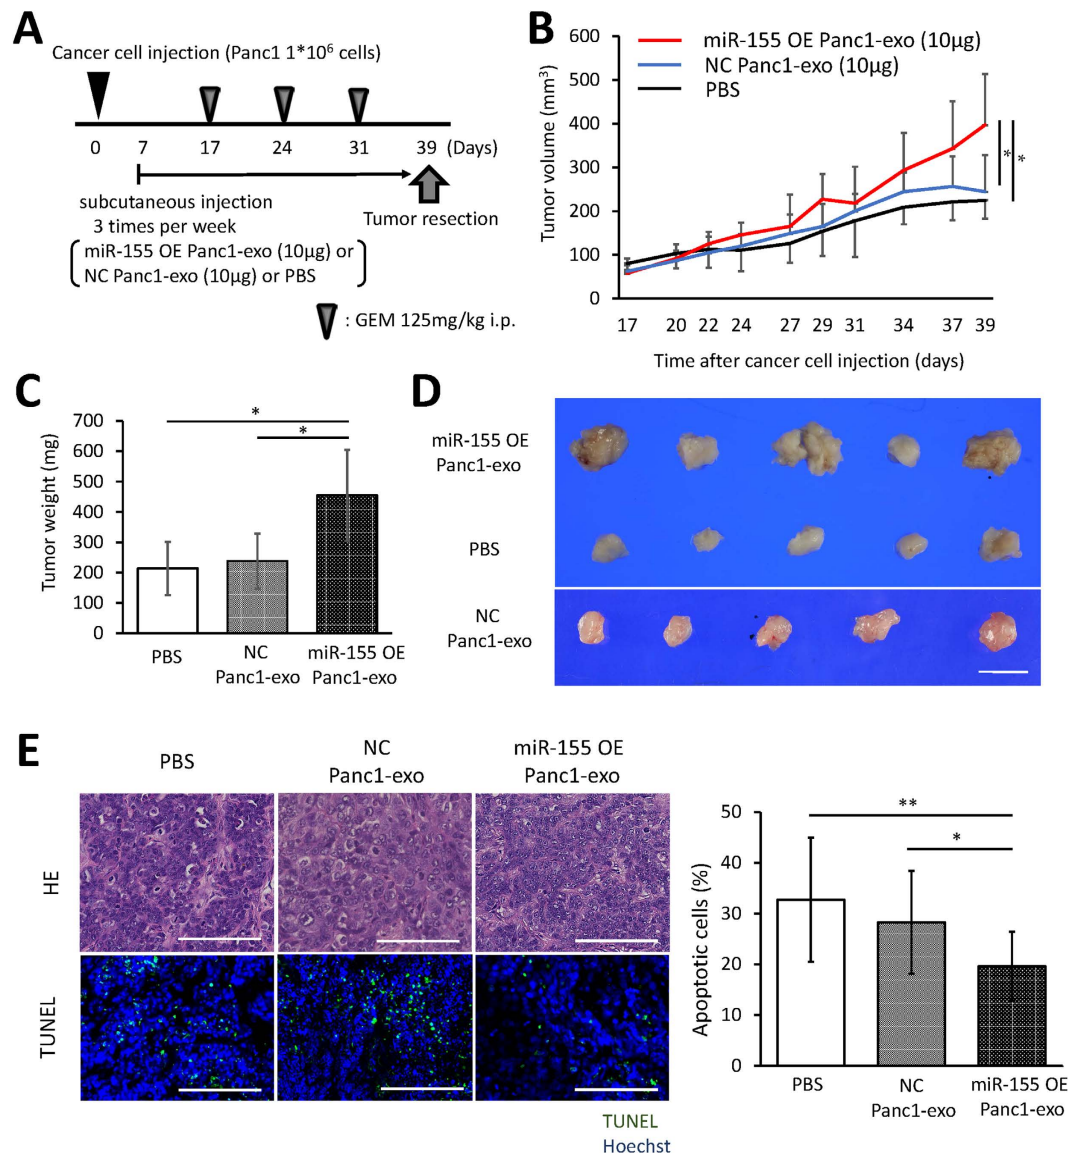 A
Cancer cell injection (Panc1 1*10⁶ cells)
0 7 17 24 31 39 (Days)
subcutaneous injection
3 times per week
miR-155 OE Panc1-exo (10μg) or
NC Panc1-exo (10μg) or PBS
Tumor resection
: GEM 125mg/kg i.p.
B
Tumor volume (mm³)
600
500
400
300
200
100
0
17 20 22 24 27 29 31 34 37 39
Time after cancer cell injection (days)
miR-155 OE Panc1-exo (10μg)
NC Panc1-exo (10μg)
PBS
*
*
C
Tumor weight (mg)
700
600
500
400
300
200
100
0
*
*
PBS
NC
Panc1-exo
miR-155 OE
Panc1-exo
D
miR-155 OE
Panc1-exo
PBS
NC
Panc1-exo
E
PBS
NC
Panc1-exo
miR-155 OE
Panc1-exo
HE
TUNEL
TUNEL
Hoechst
Apoptotic cells (%)
50
40
30
20
10
0
**
*
PBS
NC
Panc1-exo
miR-155 OE
Panc1-exo